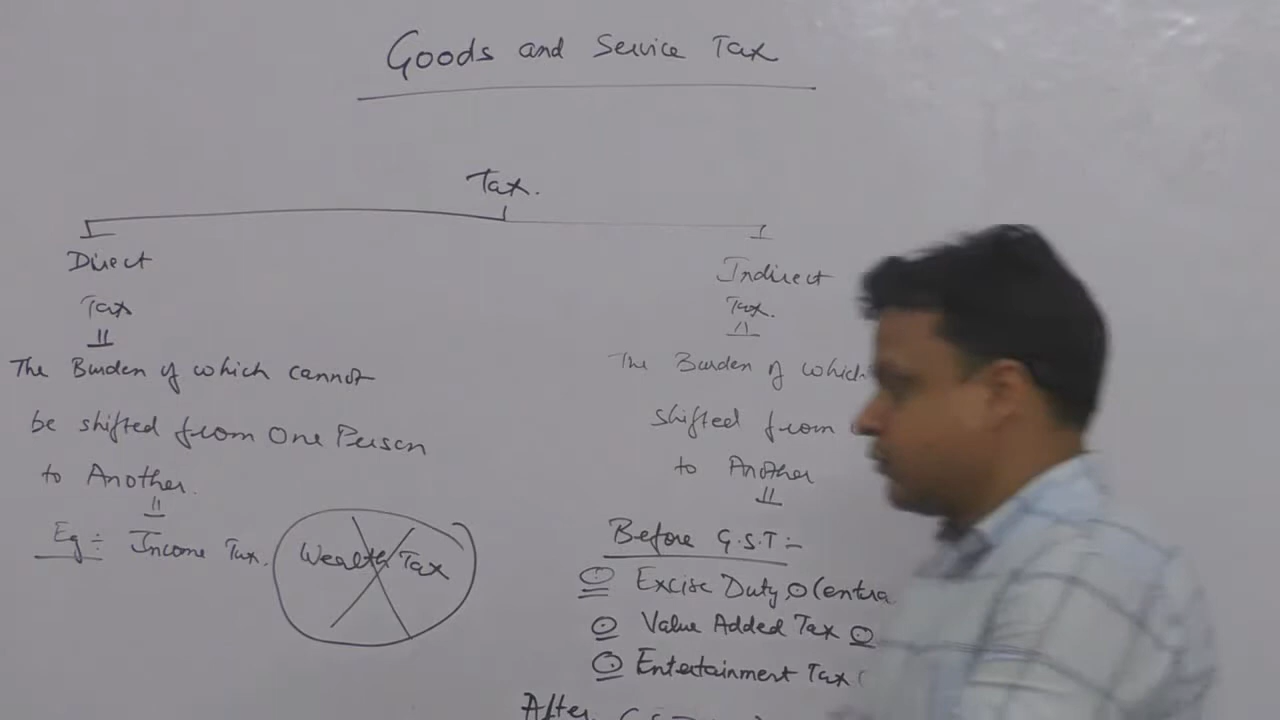 Goods and Service Tax
Tax.
Direct
Tax
The Burden of which cannot
be shifted from One Person
to Another.
Eg:- Income Tax.
Wealth Tax
Indirect
Tax.
The Burden of which
shifted from
to Another
Before G.S.T:-
Excise Duty (Centra
Value Added Tax
Entertainment Tax (
After